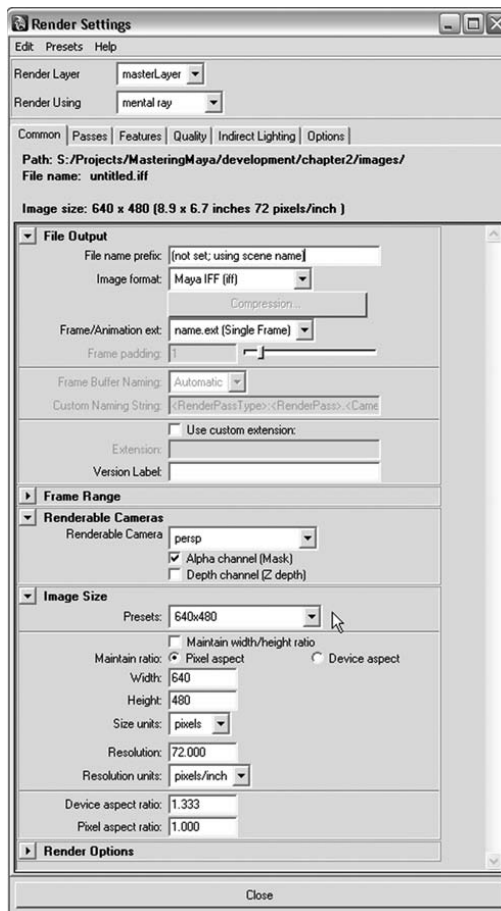 Render Settings
Edit Presets Help
Render Layer masterLayer
Render Using mental ray
Common Passes Features Quality Indirect Lighting Options
Path: S:/Projects/MasteringMaya/development/chapter2/images/
File name: untitled.iff
Image size: 640 x 480 (8.9 x 6.7 inches 72 pixels/inch )
File Output
File name prefix: (not set; using scene name)
Image format: Maya IFF (iff)
Compression...
Frame/Animation ext: name.ext (Single Frame)
Frame padding: 1
Frame Buffer Naming: Automatic
Custom Naming String: <RenderPassType>:<RenderPass>.<Came
Use custom extension:
Extension:
Version Label:
Frame Range
Renderable Cameras
Renderable Camera persp
Alpha channel (Mask)
Depth channel (Z depth)
Image Size
Presets: 640x480
Maintain width/height ratio
Maintain ratio: Pixel aspect Device aspect
Width: 640
Height: 480
Size units: pixels
Resolution: 72.000
Resolution units: pixels/inch
Device aspect ratio: 1.333
Pixel aspect ratio: 1.000
Render Options
Close